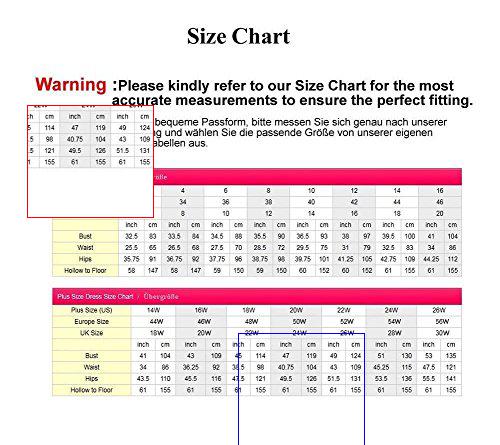 Size Chart
Warning :Please kindly refer to our Size Chart for the most
accurate measurements to ensure the perfect fitting.
bequeme Passform, bitte messen Sie sich genau nach unserer
und wählen Sie die passende Größe von unserer eigenen
abellen aus.
inch cm inch cm inch cm
114 47 119 49 124
98 40.75 104 43 109
121 49.5 126 51.5 131
155 61 155 61 155
größe
4 6 8 10 12 14 16
34 36 38 40 42 44 46
8 10 12 14 16 18 20
inch cm inch cm inch cm inch cm inch cm inch cm inch cm inch cm
Bust 32.5 83 33.5 84 34.5 88 35.5 90 36.5 93 38 97 39.5 100 41 104
Waist 25.5 65 26.5 68 27.5 70 28.5 72 29.5 75 31 79 32.5 83 34 86
Hips 35.75 91 36.75 92 37.75 96 38.75 98 39.75 101 41.25 105 42.75 109 44.25 112
Hollow to Floor 58 147 58 147 59 150 59 150 60 152 60 152 61 155 61 155
Plus Size Dress Size Chart / Übergröße
Plus Size (US) 14W 16W 18W 20W 22W 24W 26W
Europe Size 44W 46W 48W 50W 52W 54W 56W
UK Size 18W 20W 22W 24W 26W 28W 30W
inch cm inch cm inch cm inch cm inch cm inch cm inch cm
Bust 41 104 43 109 45 114 47 119 49 124 51 130 53 135
Waist 34 86 36.25 92 38.5 98 40.75 104 43 109 45.25 115 47.5 121
Hips 43.5 110 45.5 116 47.5 121 49.5 126 51.5 131 53.5 136 55.5 141
Hollow to Floor 61 155 61 155 61 155 61 155 61 155 61 155 61 155